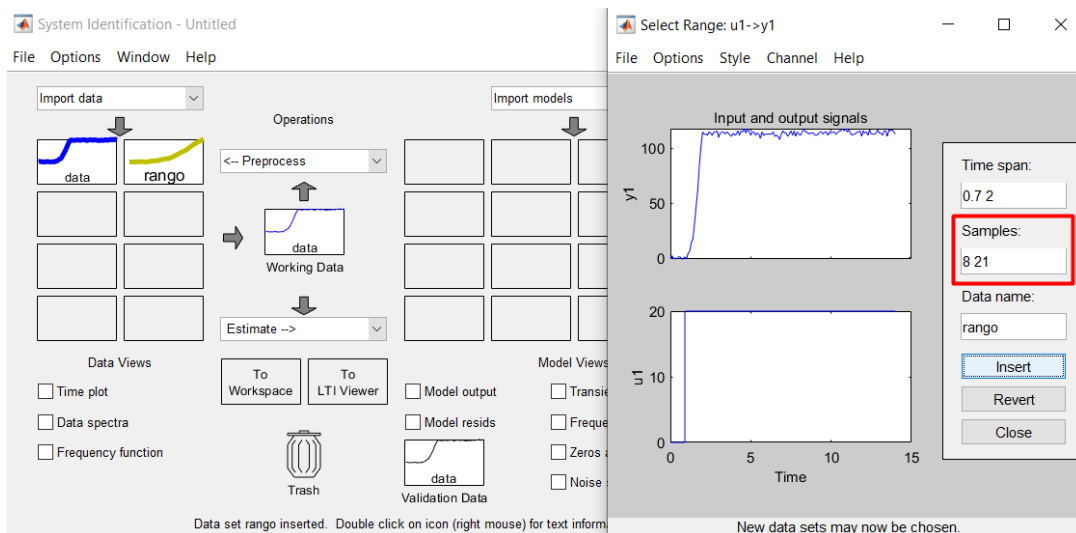 System Identification - Untitled
File Options Window Help
Import data
Import models
Operations
<-- Preprocess
data
rango
data
Working Data
Estimate -->
Data Views
Time plot
Data spectra
Frequency function
To
Workspace
To
LTI Viewer
Trash
Model Views
Model output
Model resids
data
Validation Data
Transie
Freque
Zeros a
Noise s
Data set rango inserted. Double click on icon (right mouse) for text informa
Select Range: u1->y1
File Options Style Channel Help
Input and output signals
100
50
0
y1
20
10
0
u1
0 5 10 15
Time
Time span:
0.7 2
Samples:
8 21
Data name:
rango
Insert
Revert
Close
New data sets may now be chosen.